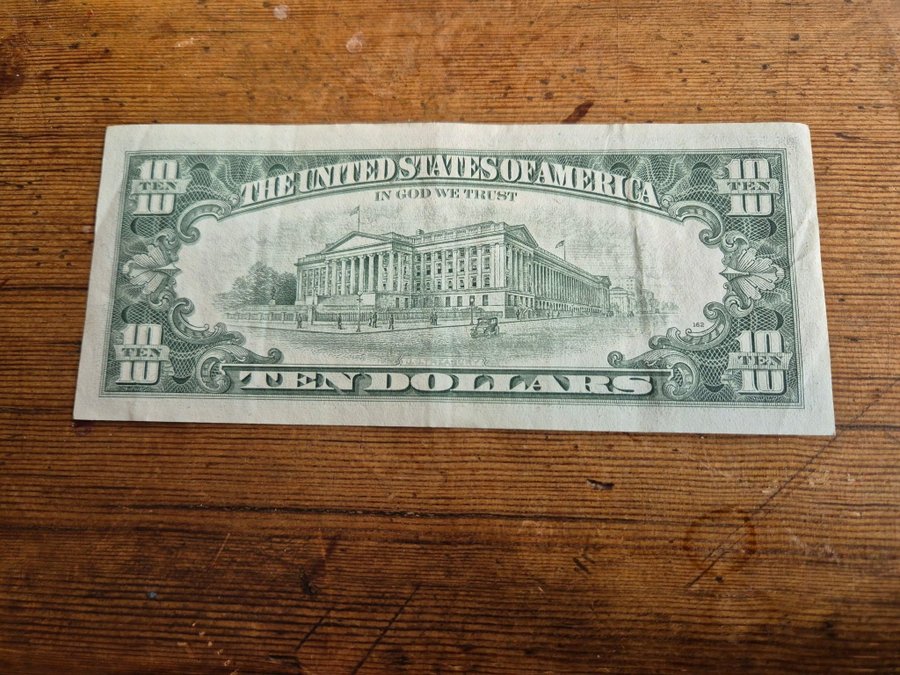 10 TEN 10
THE UNITED STATES OF AMERICA
10 TEN 10
IN GOD WE TRUST
162
10 TEN 10
10 TEN 10
TEN DOLLARS